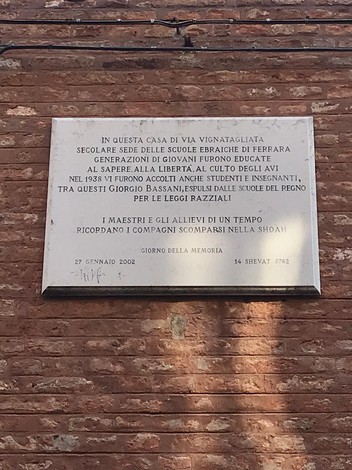 IN QUESTA CASA DI VIA VIGNATAGLIATA
SECOLARE SEDE DELLE SCUOLE EBRAICHE DI FERRARA
GENERAZIONI DI GIOVANI FURONO EDUCATE
AL SAPERE, ALLA LIBERTÀ, AL CULTO DEGLI AVI
NEL 1938 VI FURONO ACCOLTI ANCHE STUDENTI E INSEGNANTI,
TRA QUESTI GIORGIO BASSANI, ESPULSI DALLE SCUOLE DEL REGNO
PER LE LEGGI RAZZIALI
I MAESTRI E GLI ALLIEVI DI UN TEMPO
RICORDANO I COMPAGNI SCOMPARSI NELLA SHOAH
GIORNO DELLA MEMORIA
27 GENNAIO 2002 14 SHEVAT 5762